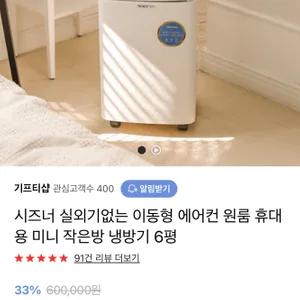 기프티샵 관심고객수 400 알림받기
시즈너 실외기없는 이동형 에어컨 원룸 휴대
용 미니 작은방 냉방기 6평
★★★★★ 91건 리뷰 더보기
33% 600,000원